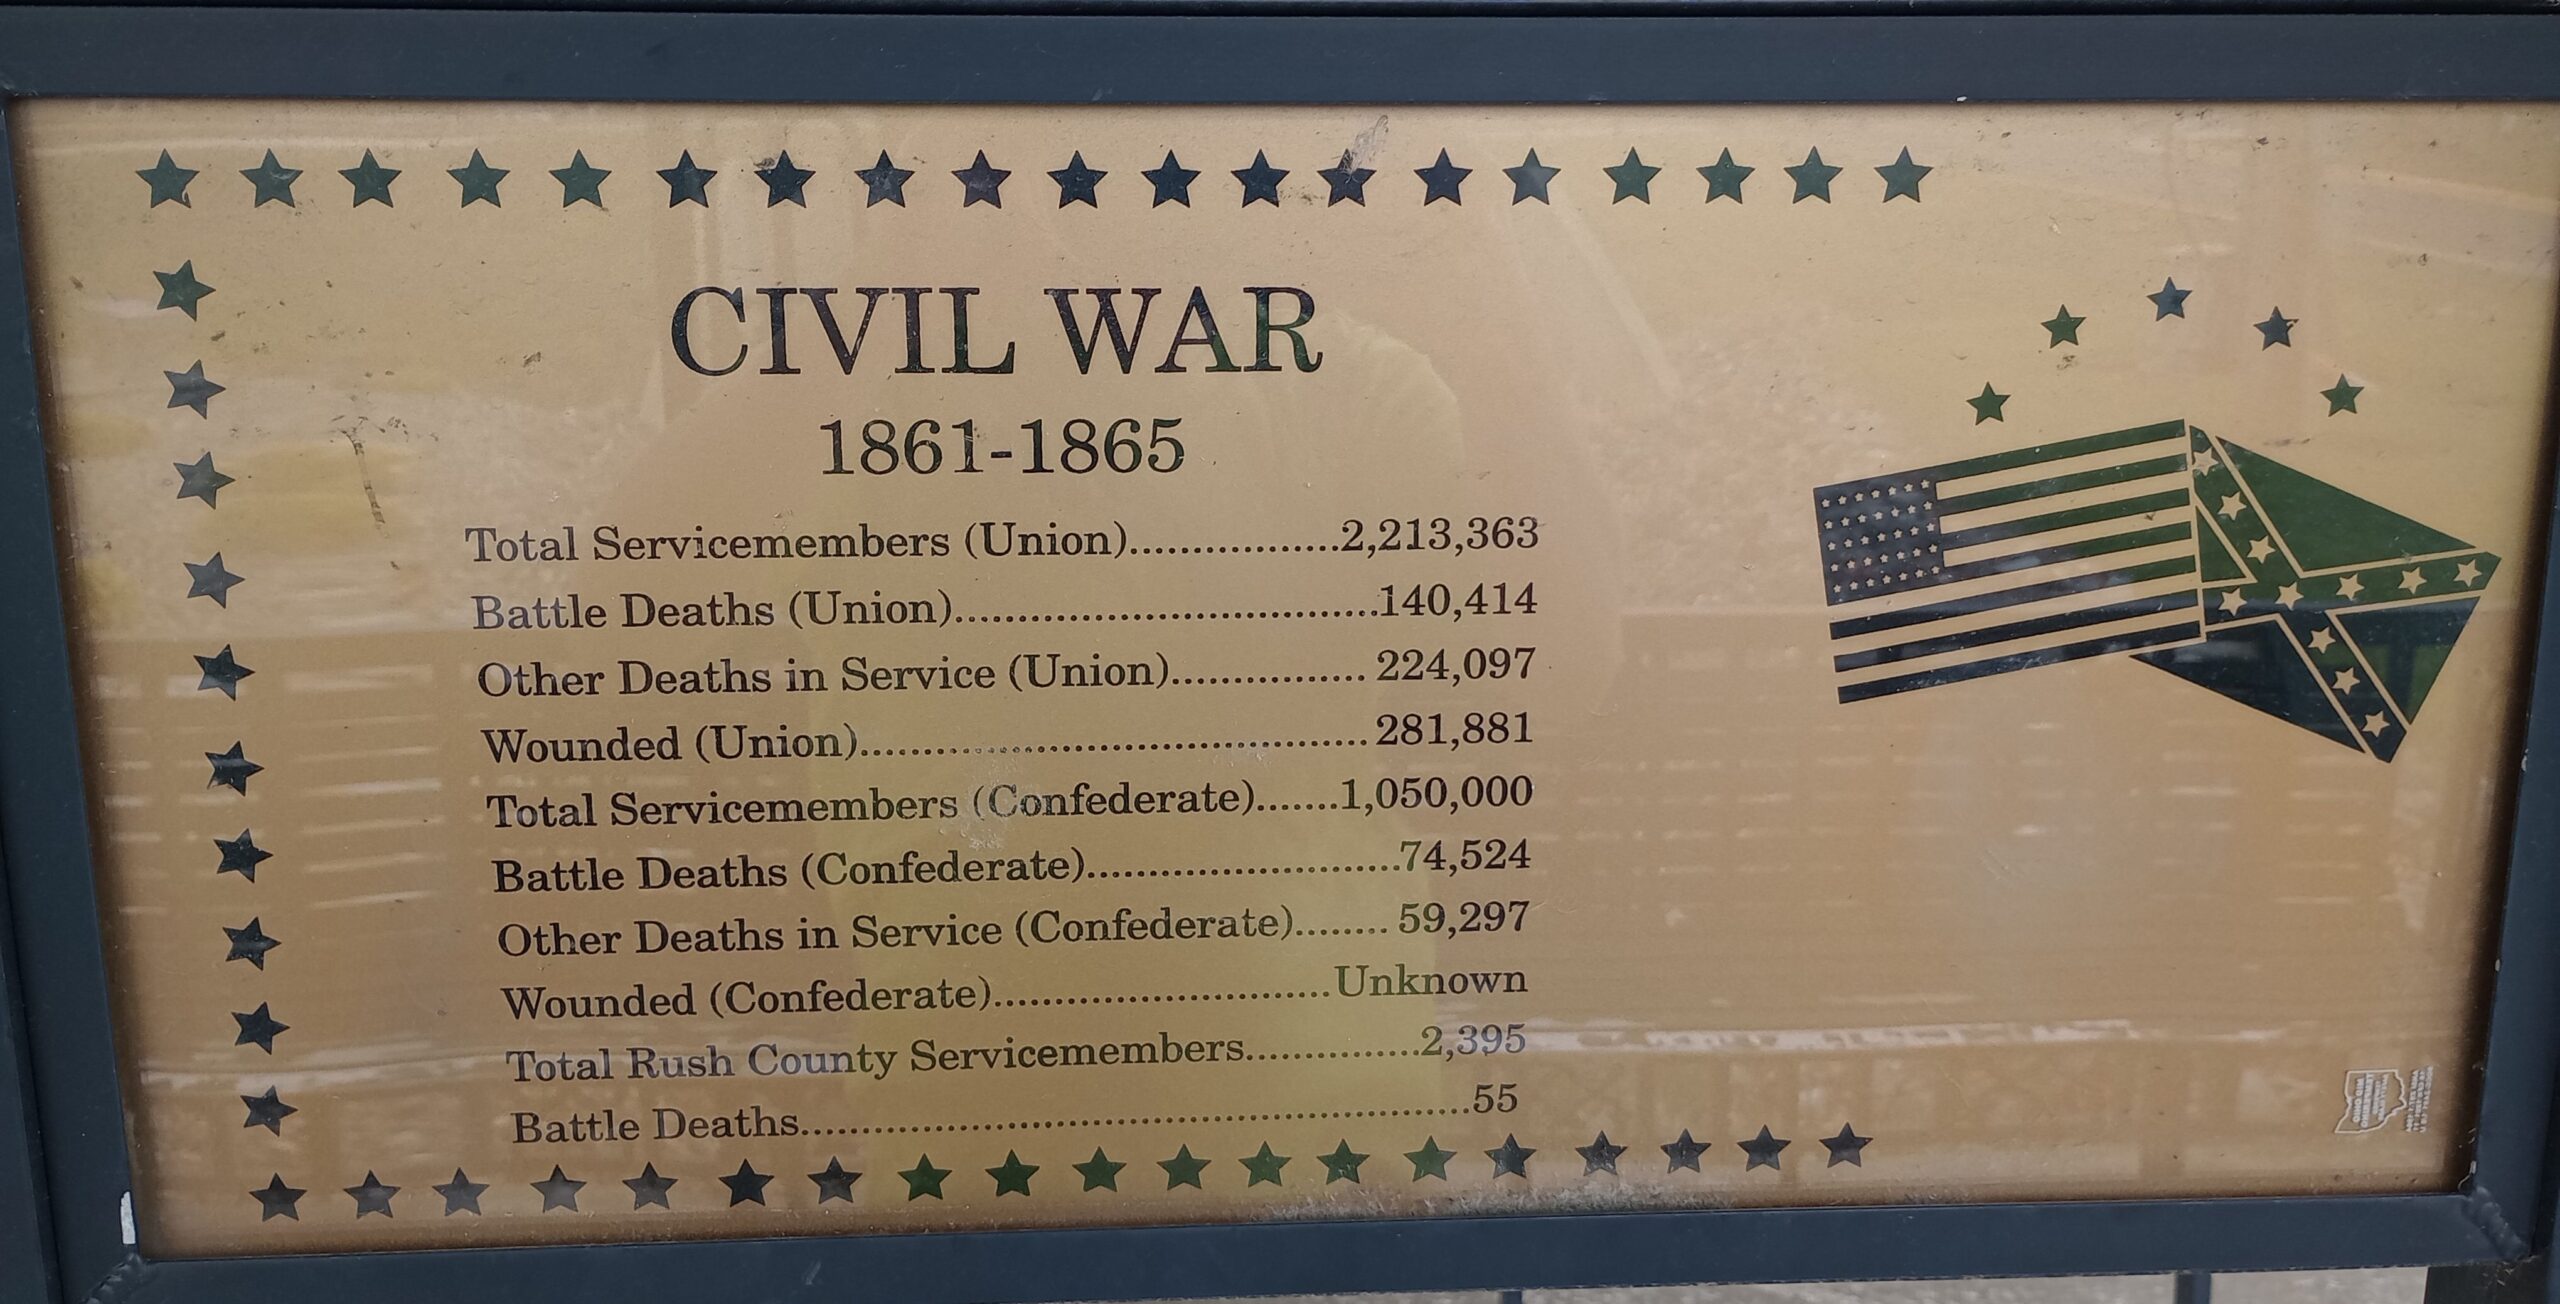 CIVIL WAR
1861-1865
Total Servicemembers (Union).................2,213,363
Battle Deaths (Union)..................................140,414
Other Deaths in Service (Union)................ 224,097
Wounded (Union)........................................ 281,881
Total Servicemembers (Confederate).......1,050,000
Battle Deaths (Confederate).........................74,524
Other Deaths in Service (Confederate)........ 59,297
Wounded (Confederate)............................Unknown
Total Rush County Servicemembers..............2,395
Battle Deaths......................................................55